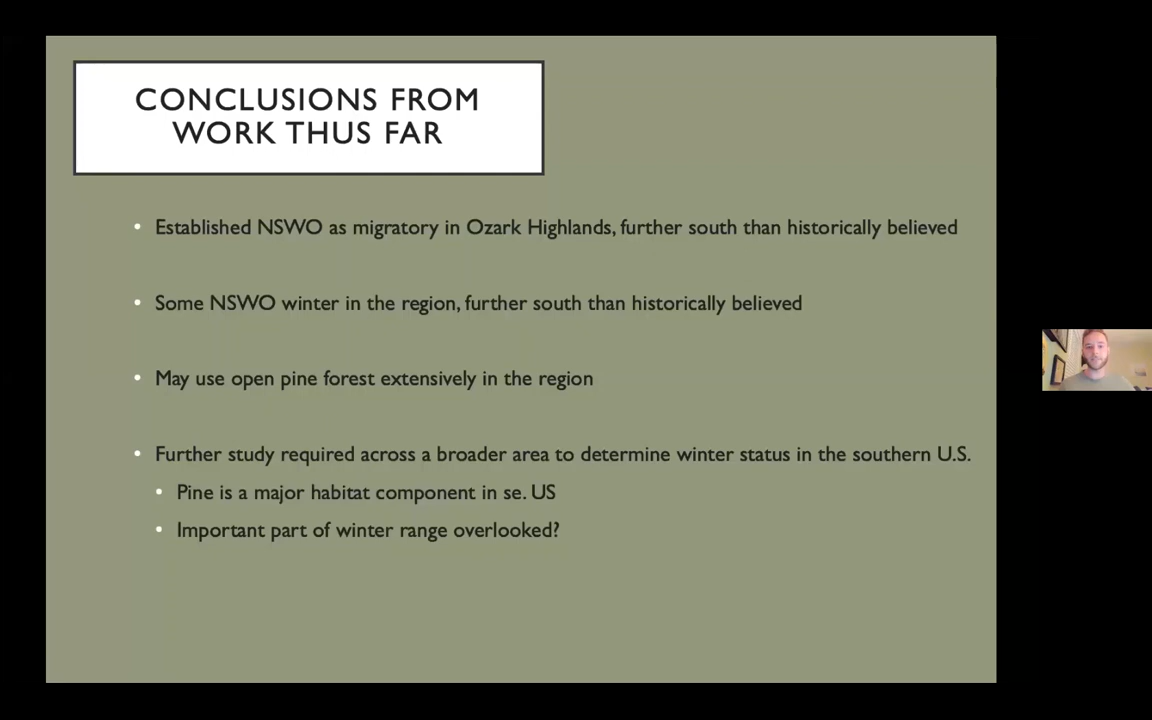 CONCLUSIONS FROM
WORK THUS FAR
• Established NSWO as migratory in Ozark Highlands, further south than historically believed
• Some NSWO winter in the region, further south than historically believed
• May use open pine forest extensively in the region
• Further study required across a broader area to determine winter status in the southern U.S.
• Pine is a major habitat component in se. US
• Important part of winter range overlooked?